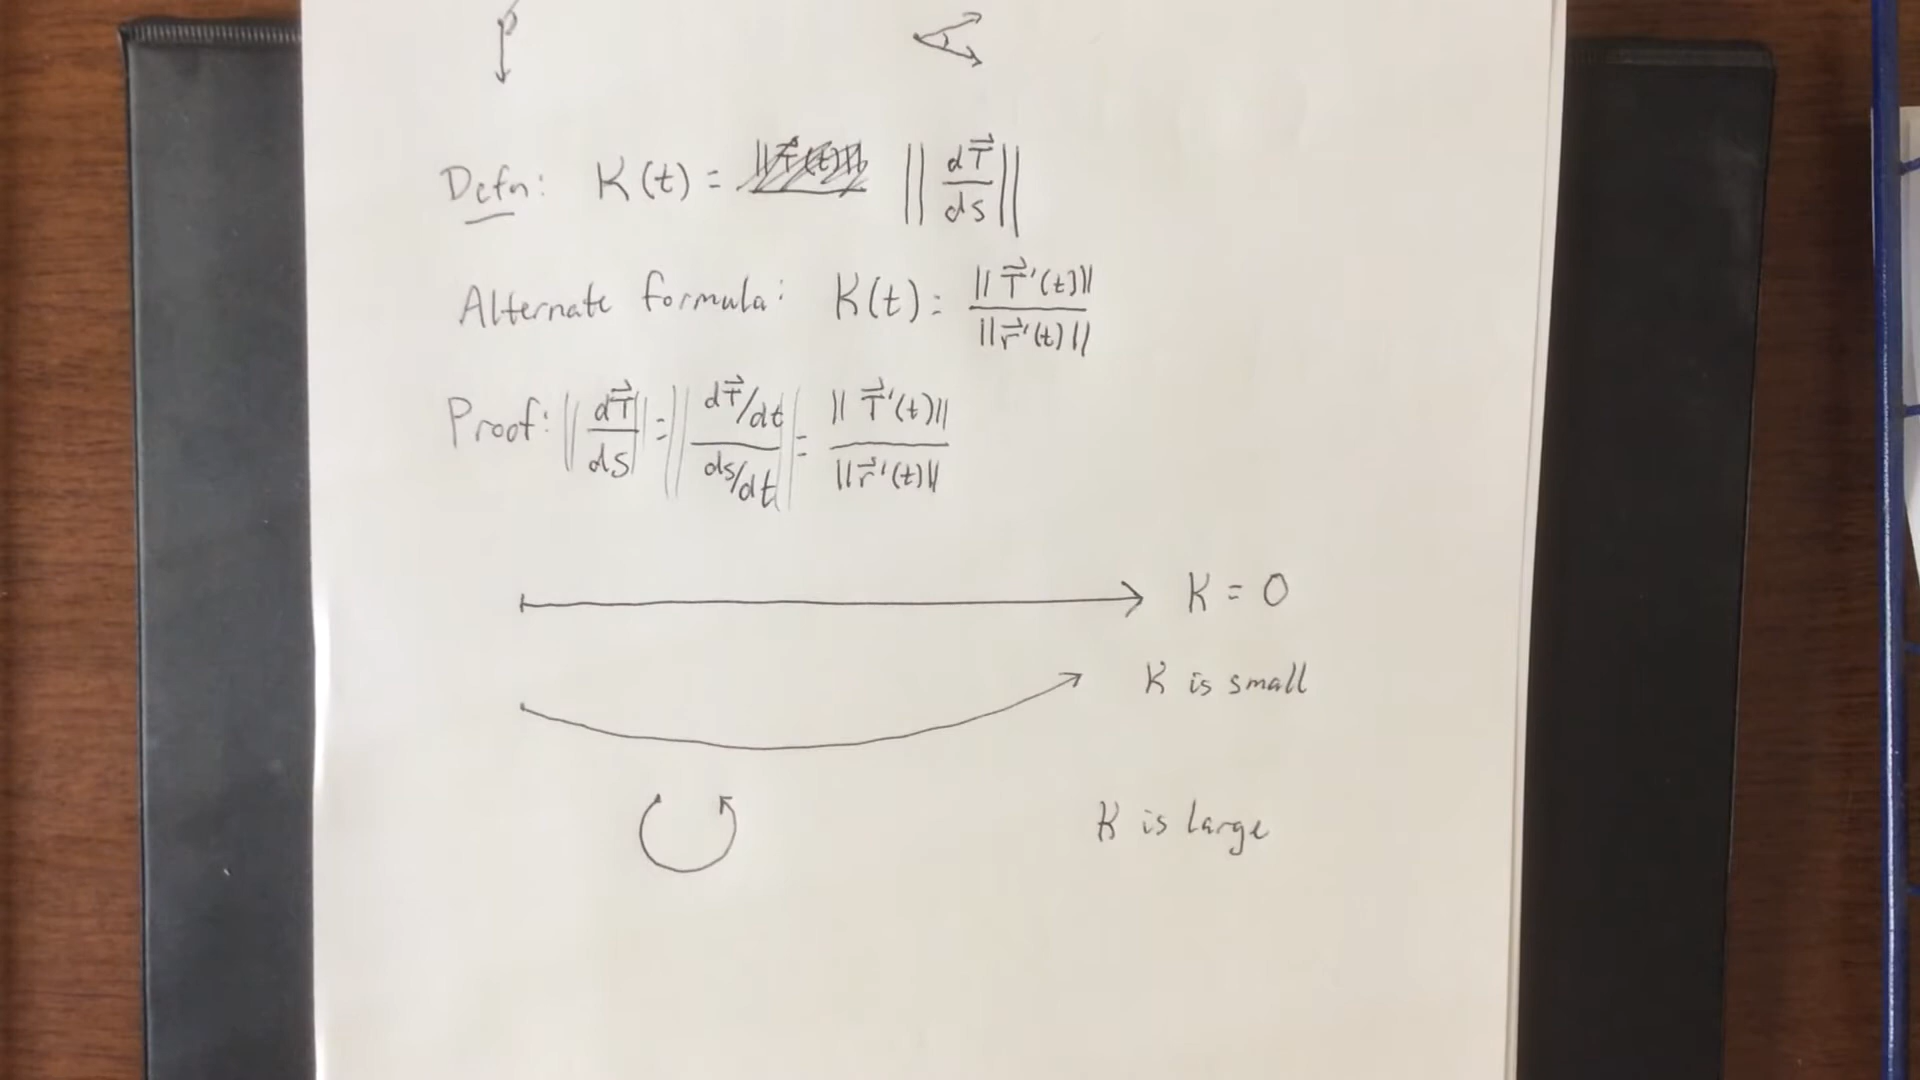 Defn: K(t) = || dT⃗/ds ||
Alternate formula: K(t) = ||T⃗'(t)|| / ||r⃗'(t)||
Proof: || dT⃗/ds || = || (dT⃗/dt) / (ds/dt) || = ||T⃗'(t)|| / ||r⃗'(t)||
K = 0
K is small
K is large